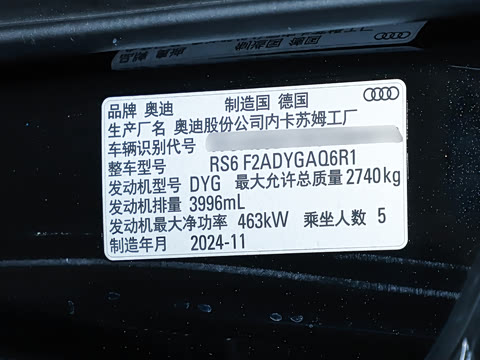 品牌 奥迪 制造国 德国
生产厂名 奥迪股份公司内卡苏姆工厂
车辆识别代号
整车型号 RS6 F2ADYGAQ6R1
发动机型号 DYG 最大允许总质量 2740kg
发动机排量 3996mL
发动机最大净功率 463kW 乘坐人数 5
制造年月 2024-11